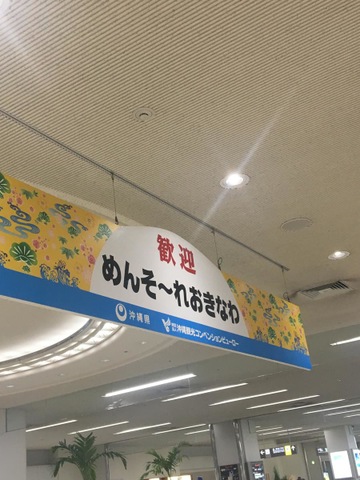 歓迎
めんそ〜れおきなわ
沖縄県
沖縄観光コンベンションビューロー